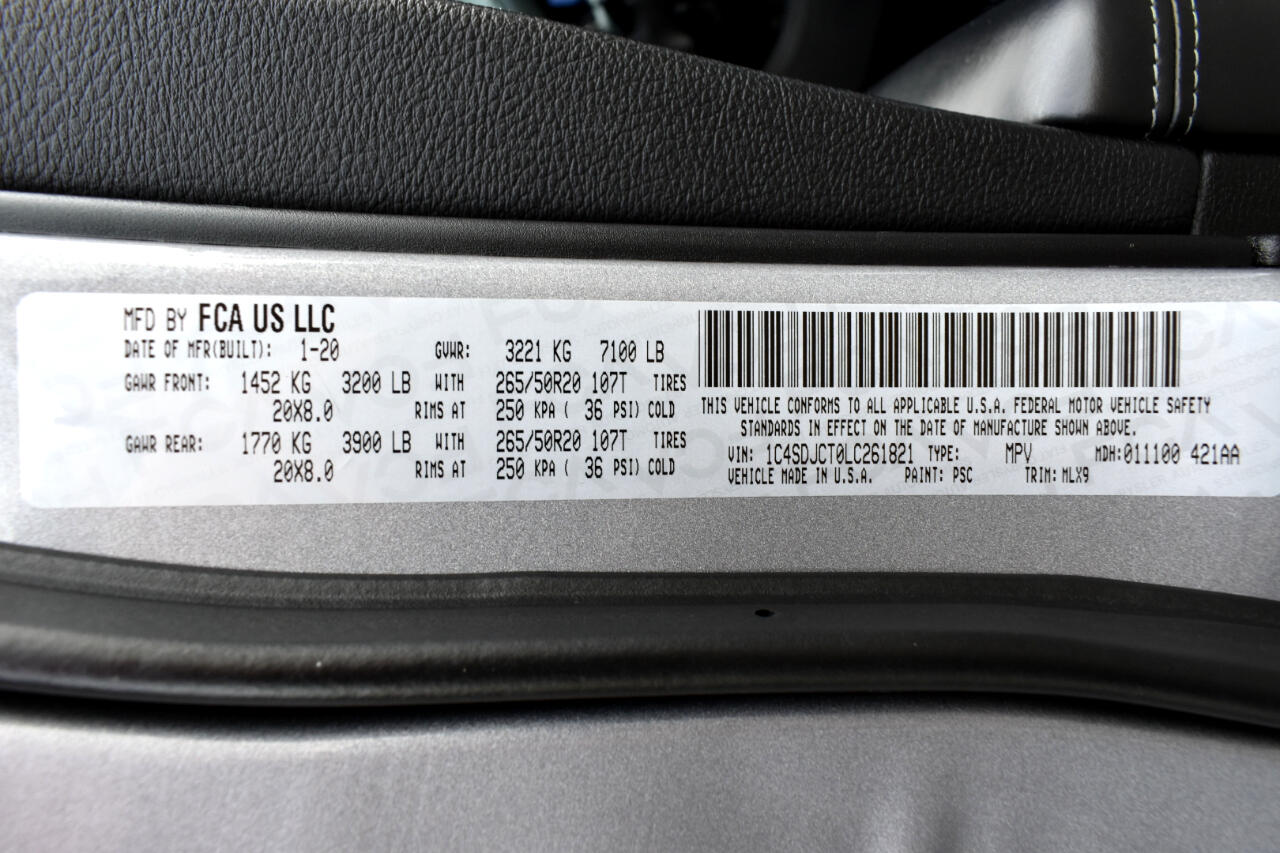 MFD BY FCA US LLC
DATE OF MFR(BUILT): 1-20 GVWR: 3221 KG 7100 LB
GAWR FRONT: 1452 KG 3200 LB WITH 265/50R20 107T TIRES
20X8.0 RIMS AT 250 KPA ( 36 PSI) COLD
GAWR REAR: 1770 KG 3900 LB WITH 265/50R20 107T TIRES
20X8.0 RIMS AT 250 KPA ( 36 PSI) COLD
THIS VEHICLE CONFORMS TO ALL APPLICABLE U.S.A. FEDERAL MOTOR VEHICLE SAFETY
STANDARDS IN EFFECT ON THE DATE OF MANUFACTURE SHOWN ABOVE.
VIN: 1C4SDJCT0LC261821 TYPE: MPV MDH:011100 421AA
VEHICLE MADE IN U.S.A. PAINT: PSC TRIM: MLX9